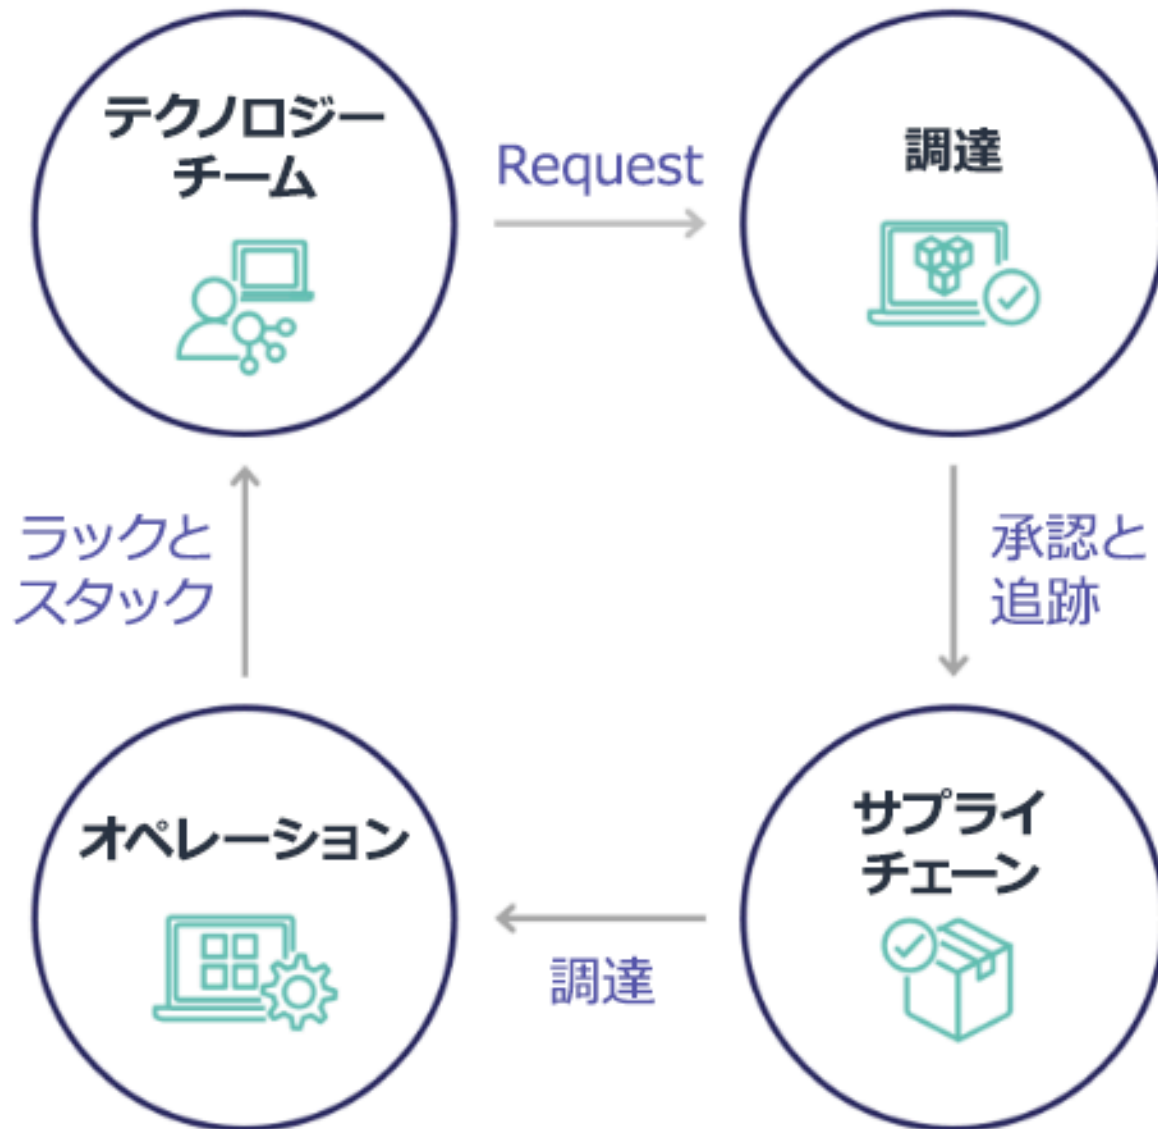 テクノロジー
チーム
Request
調達
ラックと
スタック
承認と
追跡
オペレーション
サプライ
チェーン
調達